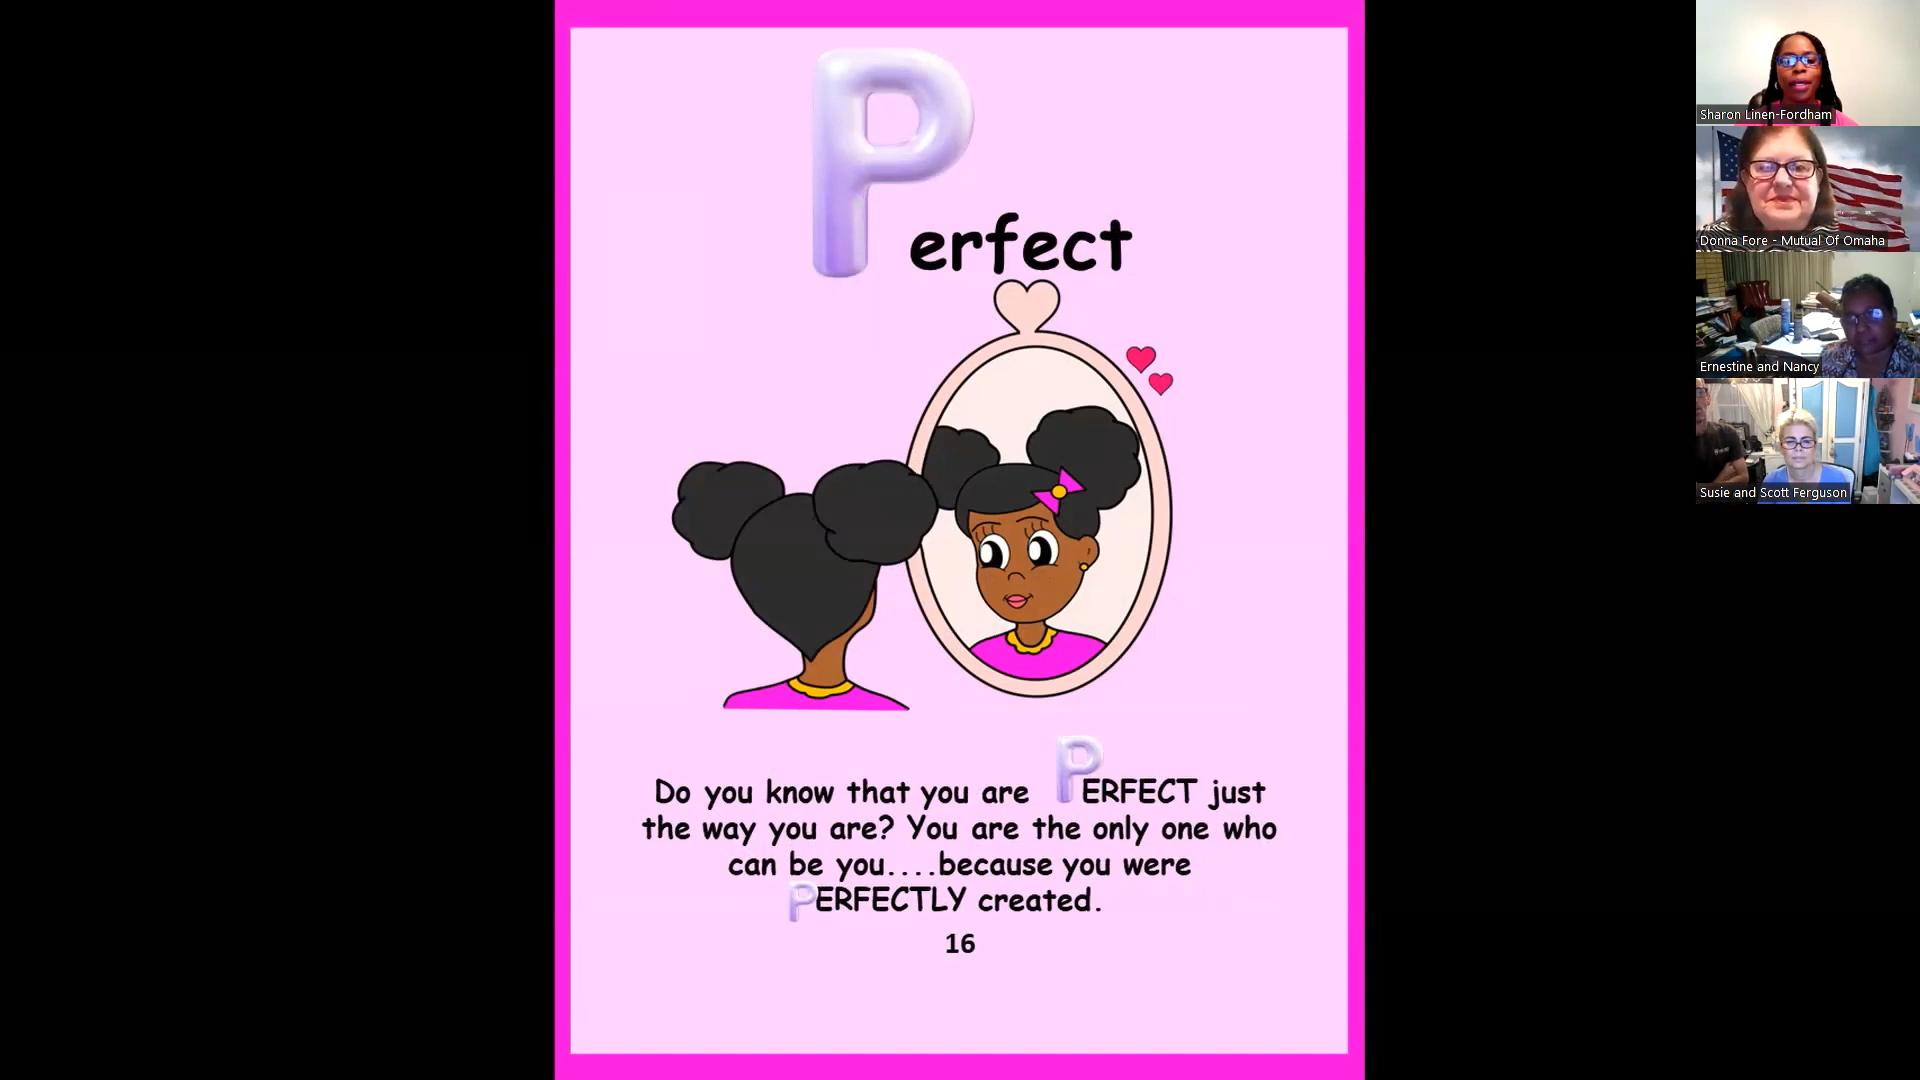 Perfect
Do you know that you are PERFECT just
the way you are? You are the only one who
can be you....because you were
PERFECTLY created.
16
Sharon Linen-Fordham
Donna Fore - Mutual Of Omaha
Ernestine and Nancy
Susie and Scott Ferguson